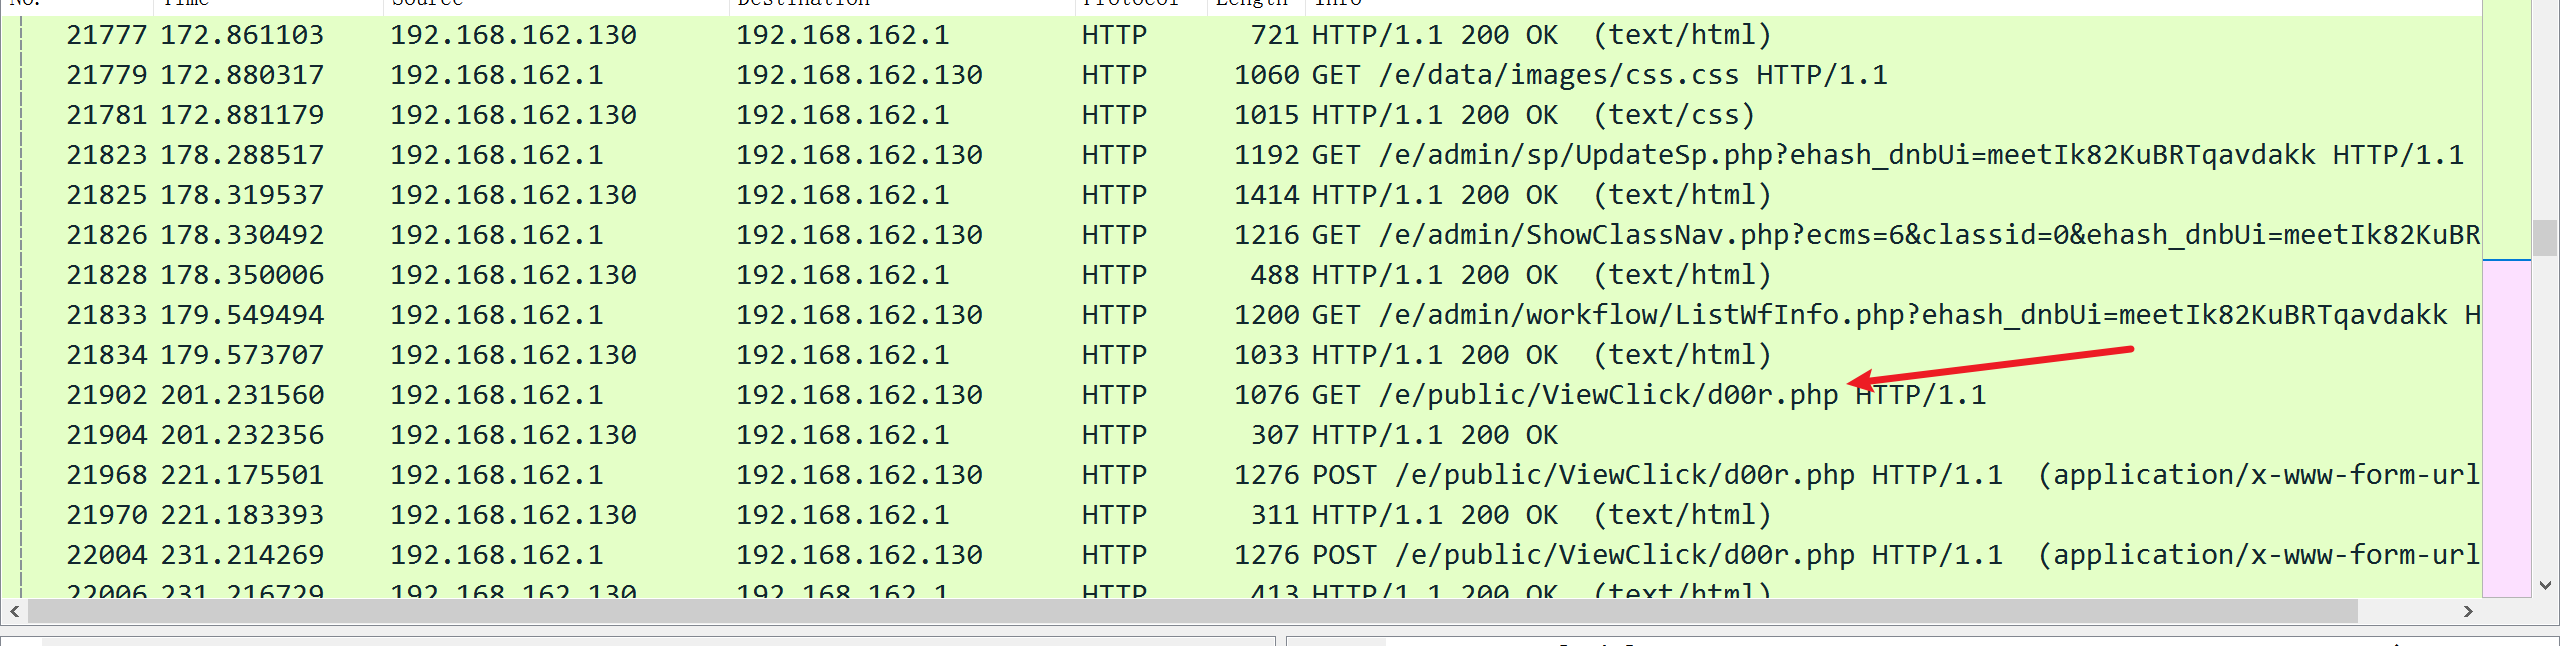 No. Time Source Destination Protocol Length Info
21777 172.861103 192.168.162.130 192.168.162.1 HTTP 721 HTTP/1.1 200 OK (text/html)
21779 172.880317 192.168.162.1 192.168.162.130 HTTP 1060 GET /e/data/images/css.css HTTP/1.1
21781 172.881179 192.168.162.130 192.168.162.1 HTTP 1015 HTTP/1.1 200 OK (text/css)
21823 178.288517 192.168.162.1 192.168.162.130 HTTP 1192 GET /e/admin/sp/UpdateSp.php?ehash_dnbUi=meetIk82KuBRTqavdakk HTTP/1.1
21825 178.319537 192.168.162.130 192.168.162.1 HTTP 1414 HTTP/1.1 200 OK (text/html)
21826 178.330492 192.168.162.1 192.168.162.130 HTTP 1216 GET /e/admin/ShowClassNav.php?ecms=6&classid=0&ehash_dnbUi=meetIk82KuBR
21828 178.350006 192.168.162.130 192.168.162.1 HTTP 488 HTTP/1.1 200 OK (text/html)
21833 179.549494 192.168.162.1 192.168.162.130 HTTP 1200 GET /e/admin/workflow/ListWfInfo.php?ehash_dnbUi=meetIk82KuBRTqavdakk H
21834 179.573707 192.168.162.130 192.168.162.1 HTTP 1033 HTTP/1.1 200 OK (text/html)
21902 201.231560 192.168.162.1 192.168.162.130 HTTP 1076 GET /e/public/ViewClick/d00r.php HTTP/1.1
21904 201.232356 192.168.162.130 192.168.162.1 HTTP 307 HTTP/1.1 200 OK
21968 221.175501 192.168.162.1 192.168.162.130 HTTP 1276 POST /e/public/ViewClick/d00r.php HTTP/1.1 (application/x-www-form-url
21970 221.183393 192.168.162.130 192.168.162.1 HTTP 311 HTTP/1.1 200 OK (text/html)
22004 231.214269 192.168.162.1 192.168.162.130 HTTP 1276 POST /e/public/ViewClick/d00r.php HTTP/1.1 (application/x-www-form-url
22006 231.216729 192.168.162.130 192.168.162.1 HTTP 413 HTTP/1.1 200 OK (text/html)